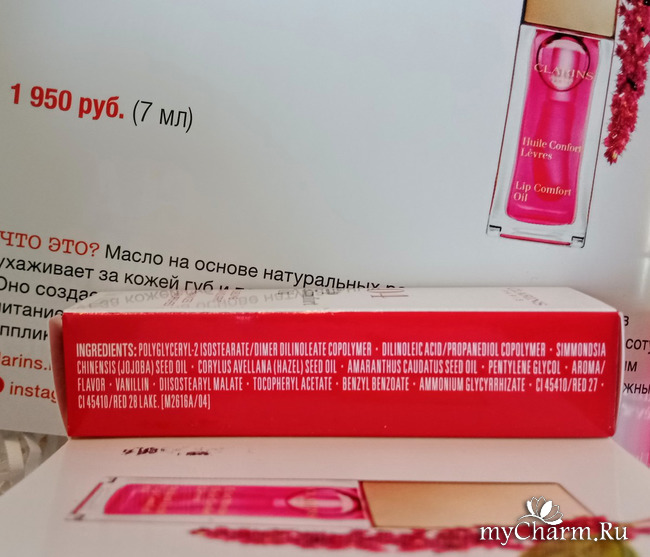 1 950 руб. (7 мл)
CLARINS
Huile Confort
Lèvres
Lip Comfort
Oil
ЧТО ЭТО? Масло на основе натуральных
ухаживает за кожей губ и
Оно создае
питание
CLARINS
INGREDIENTS: POLYGLYCERYL-2 ISOSTEARATE/DIMER DILINOLEATE COPOLYMER • DILINOLEIC ACID/PROPANEDIOL COPOLYMER • SIMMONDSIA
CHINENSIS (JOJOBA) SEED OIL • CORYLUS AVELLANA (HAZEL) SEED OIL • AMARANTHUS CAUDATUS SEED OIL • PENTYLENE GLYCOL • AROMA/
FLAVOR • VANILLIN • DIISOSTEARYL MALATE • TOCOPHERYL ACETATE • BENZYL BENZOATE • AMMONIUM GLYCYRRHIZATE • CI 45410/RED 27 •
CI 45410/RED 28 LAKE. [M2616A/04]
myCharm.Ru